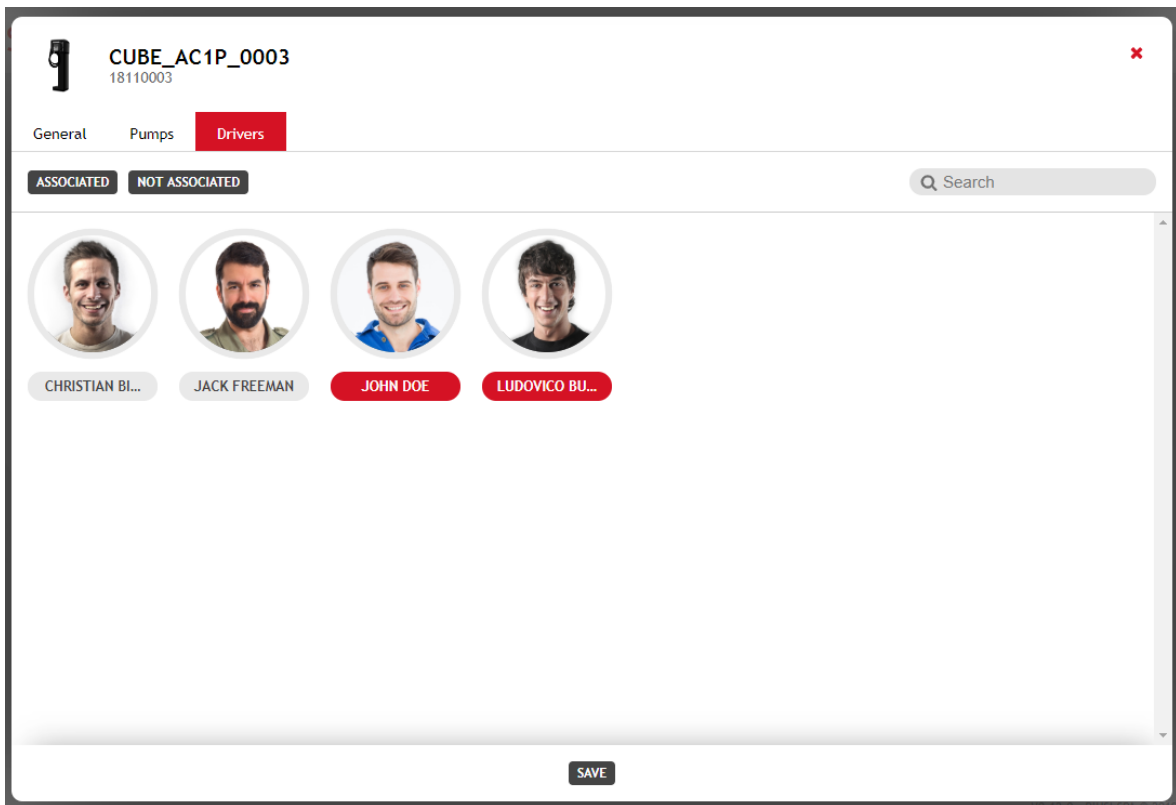 CUBE_AC1P_0003
18110003
General Pumps Drivers
ASSOCIATED NOT ASSOCIATED Search
CHRISTIAN BI... JACK FREEMAN JOHN DOE LUDOVICO BU...
SAVE